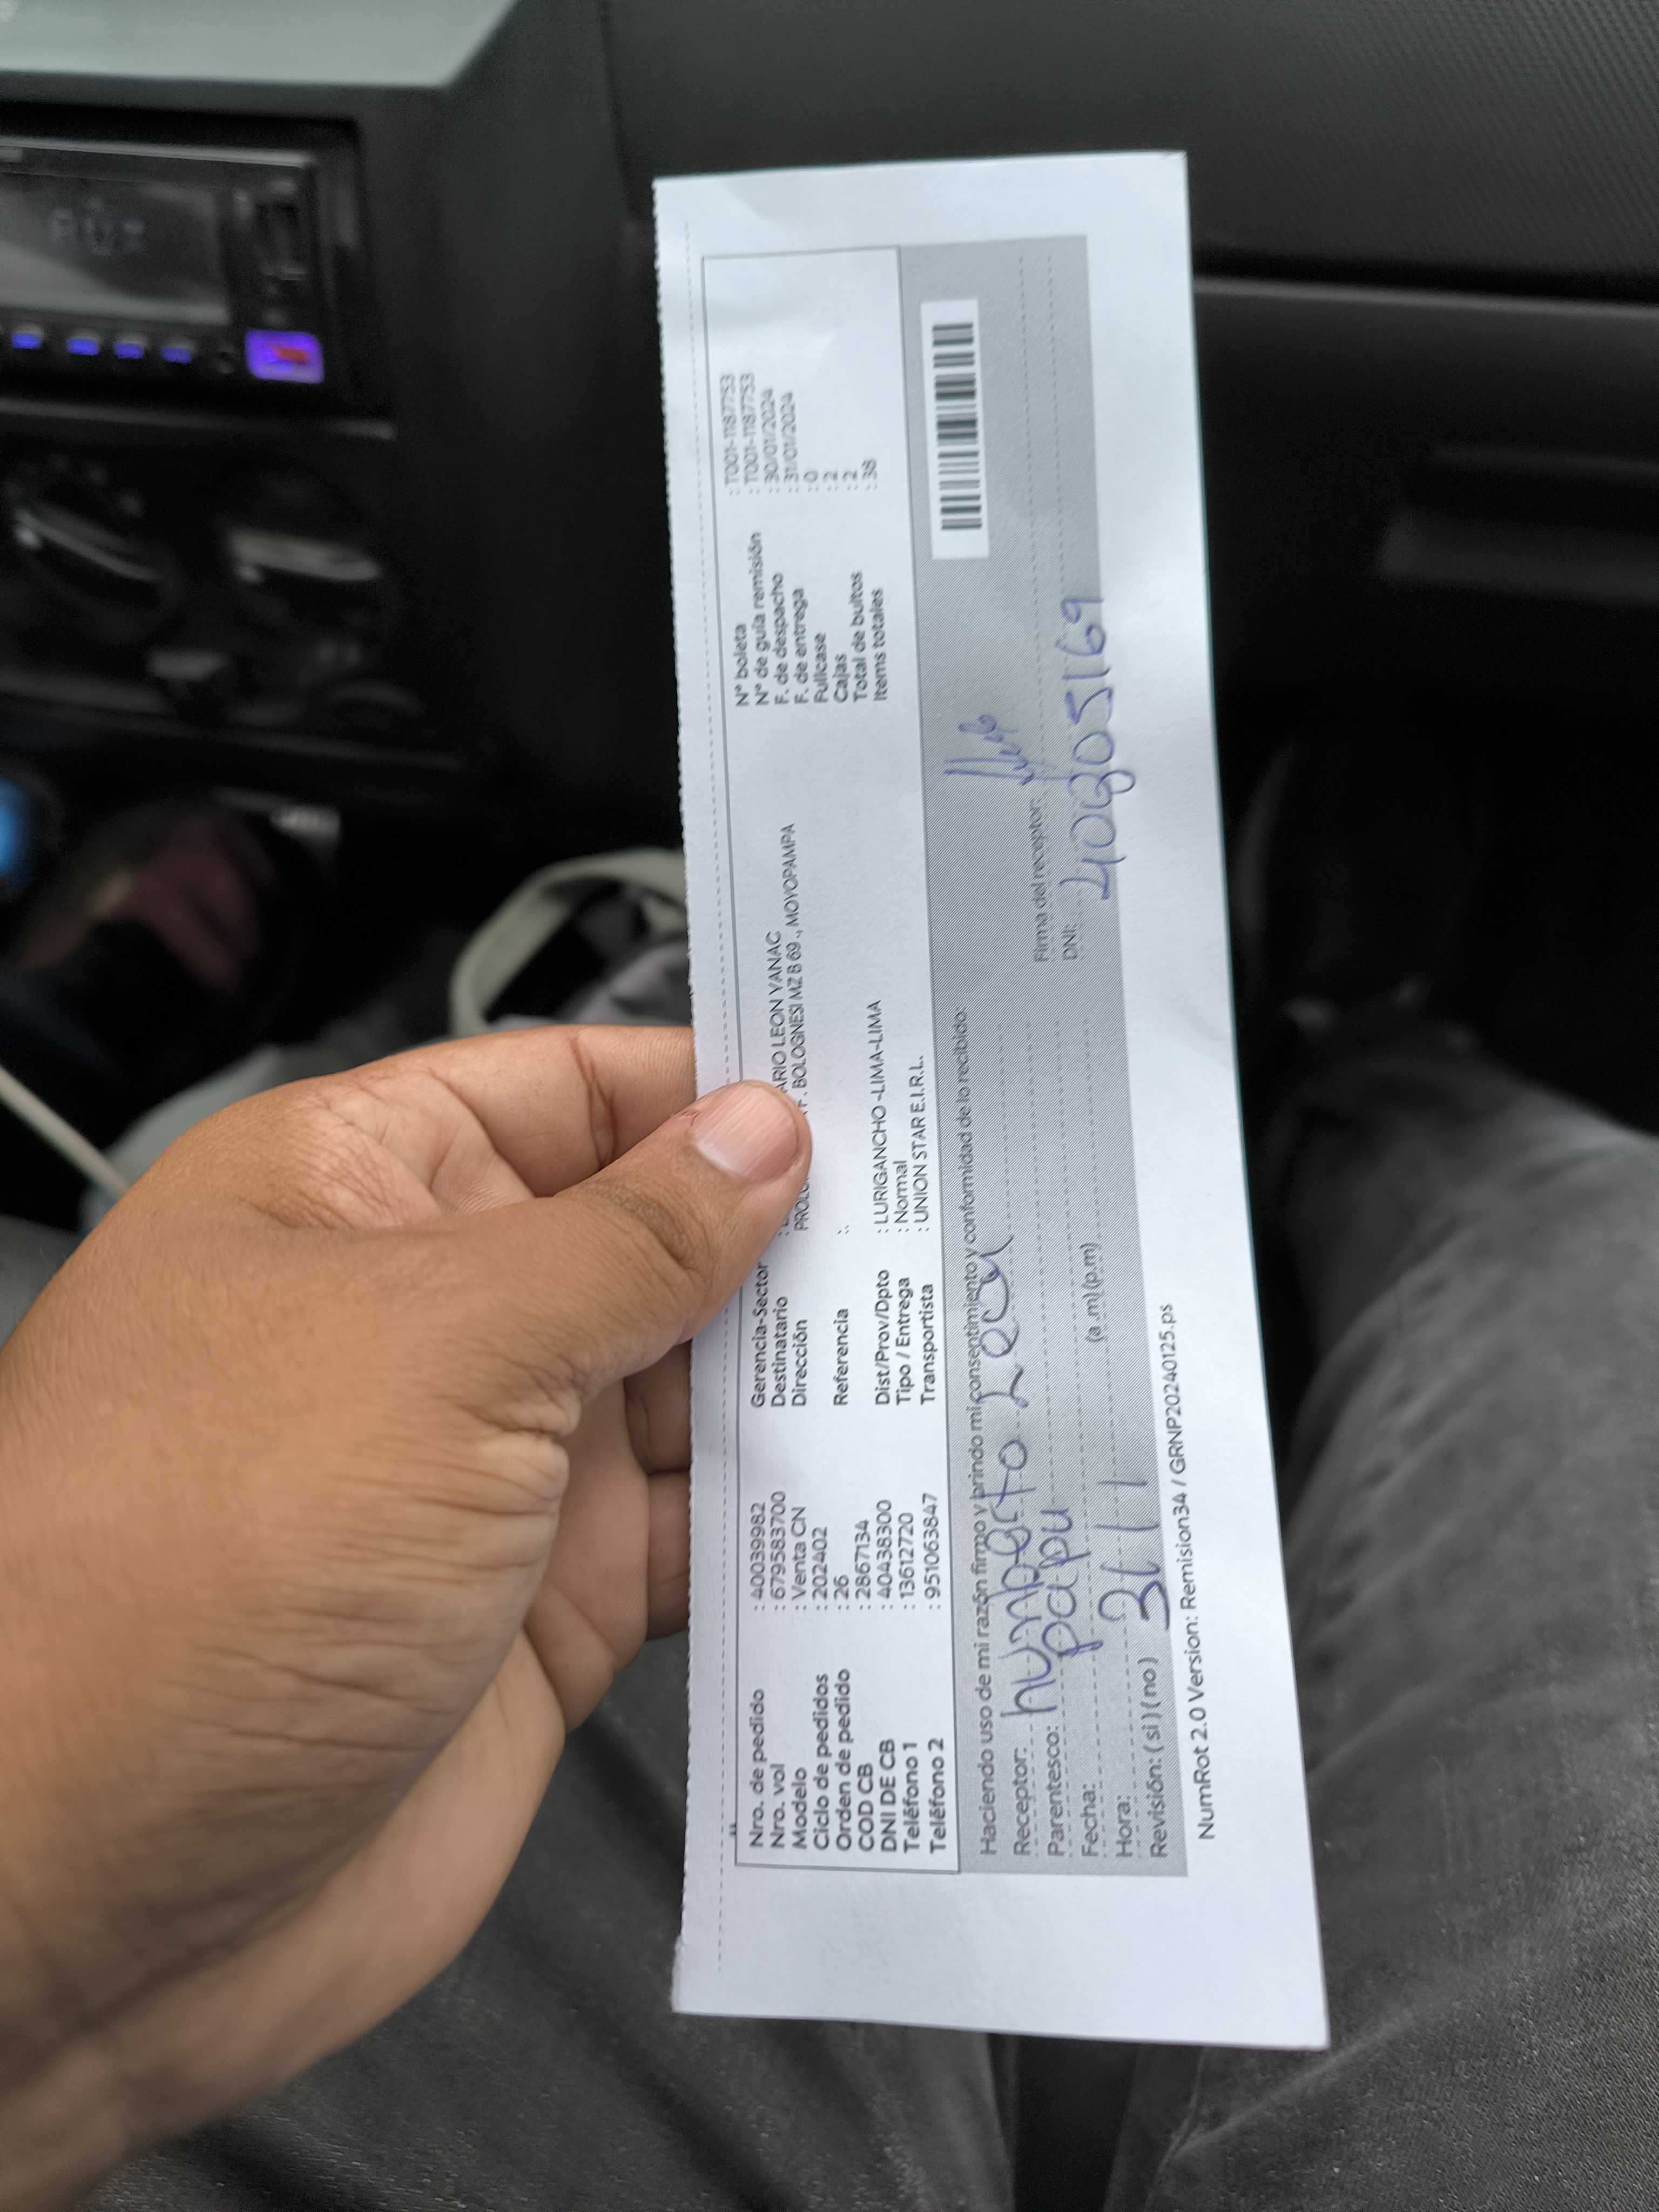 Nro. de pedido : 40039982
Nro. vol : 679583700
Modelo : Venta CN
Ciclo de pedidos : 202402
Orden de pedido : 26
COD CB : 2867134
DNI DE CB : 40438300
Teléfono 1 : 13612720
Teléfono 2 : 951063847
Gerencia-Sector
Destinatario ARIO LEON YANAC
Dirección BOLOGNESI MZ B 69 ., MOYOPAMPA
Referencia :.
Dist/Prov/Dpto : LURIGANCHO -LIMA-LIMA
Tipo / Entrega : Normal
Transportista : UNION STAR E.I.R.L.
N° boleta : T001-1187753
N° de guía remisión : T001-1187753
F. de despacho : 30/01/2024
F. de entrega : 31/01/2024
Fullcase : 0
Cajas : 2
Total de bultos : 2
Items totales : 38
Haciendo uso de mi razón firmo y brindo mi consentimiento y conformidad de lo recibido:
Receptor: humberto
Parentesco: papu
Fecha: 31 1
Hora: (a.m) (p.m)
Revisión: ( si ) ( no )
Firma del receptor:
DNI:
NumRot 2.0 Version: Remision34 / GRNP20240125.ps